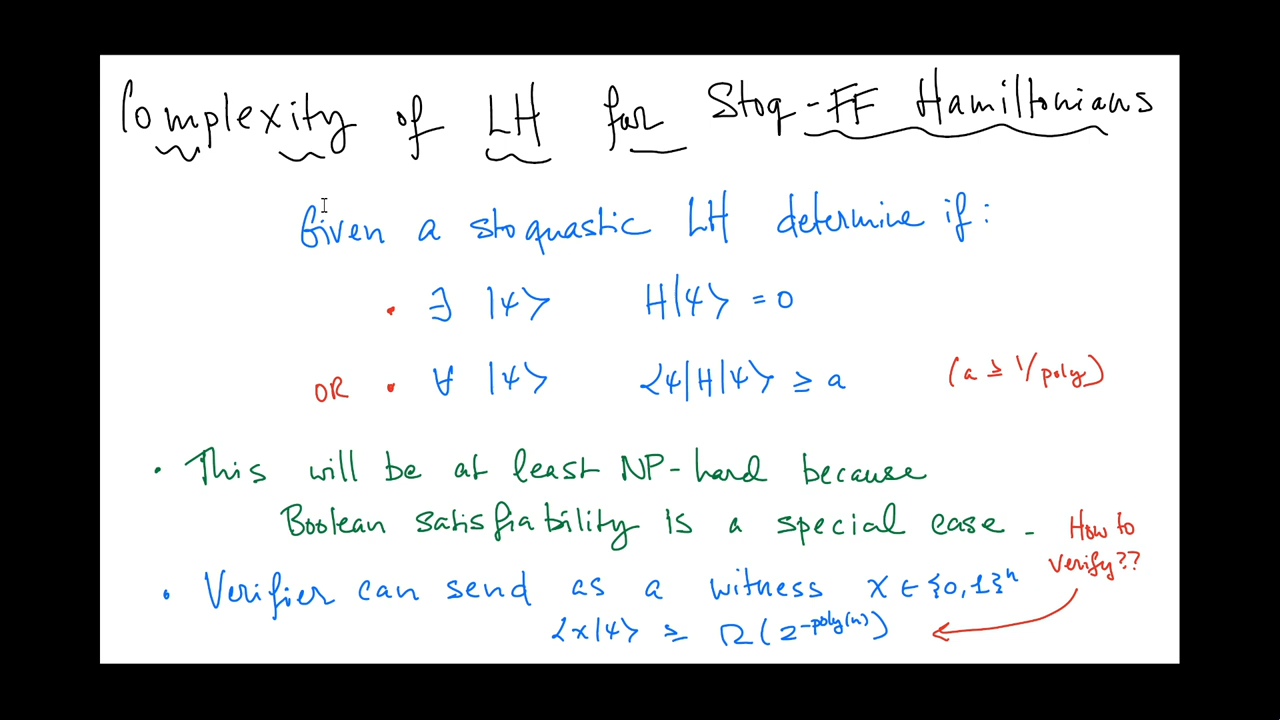 Complexity of LH for Stoq-FF Hamiltonians
Given a stoquastic LH determine if:
• ∃ |ψ> H|ψ> = 0
OR • ∀ |ψ> <ψ|H|ψ> ≥ a (a ≥ 1/poly)
• This will be at least NP-hard because
Boolean satisfiability is a special case.
How to
verify??
• Verifier can send as a witness x ∈ {0,1}ⁿ
<x|ψ> ≥ Ω(2^-poly(n))